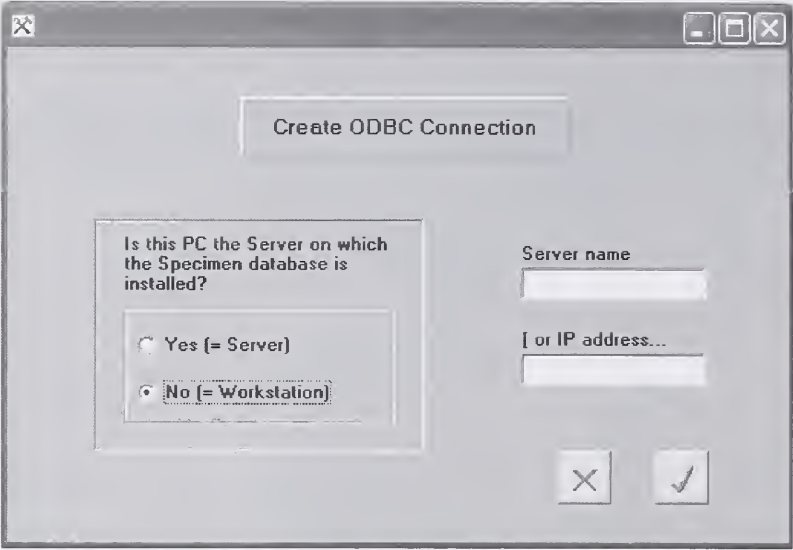 Create ODBC Connection
Is this PC the Server on which
the Specimen database is
installed?
Yes (= Server)
No (= Workstation)
Server name
[ or IP address...